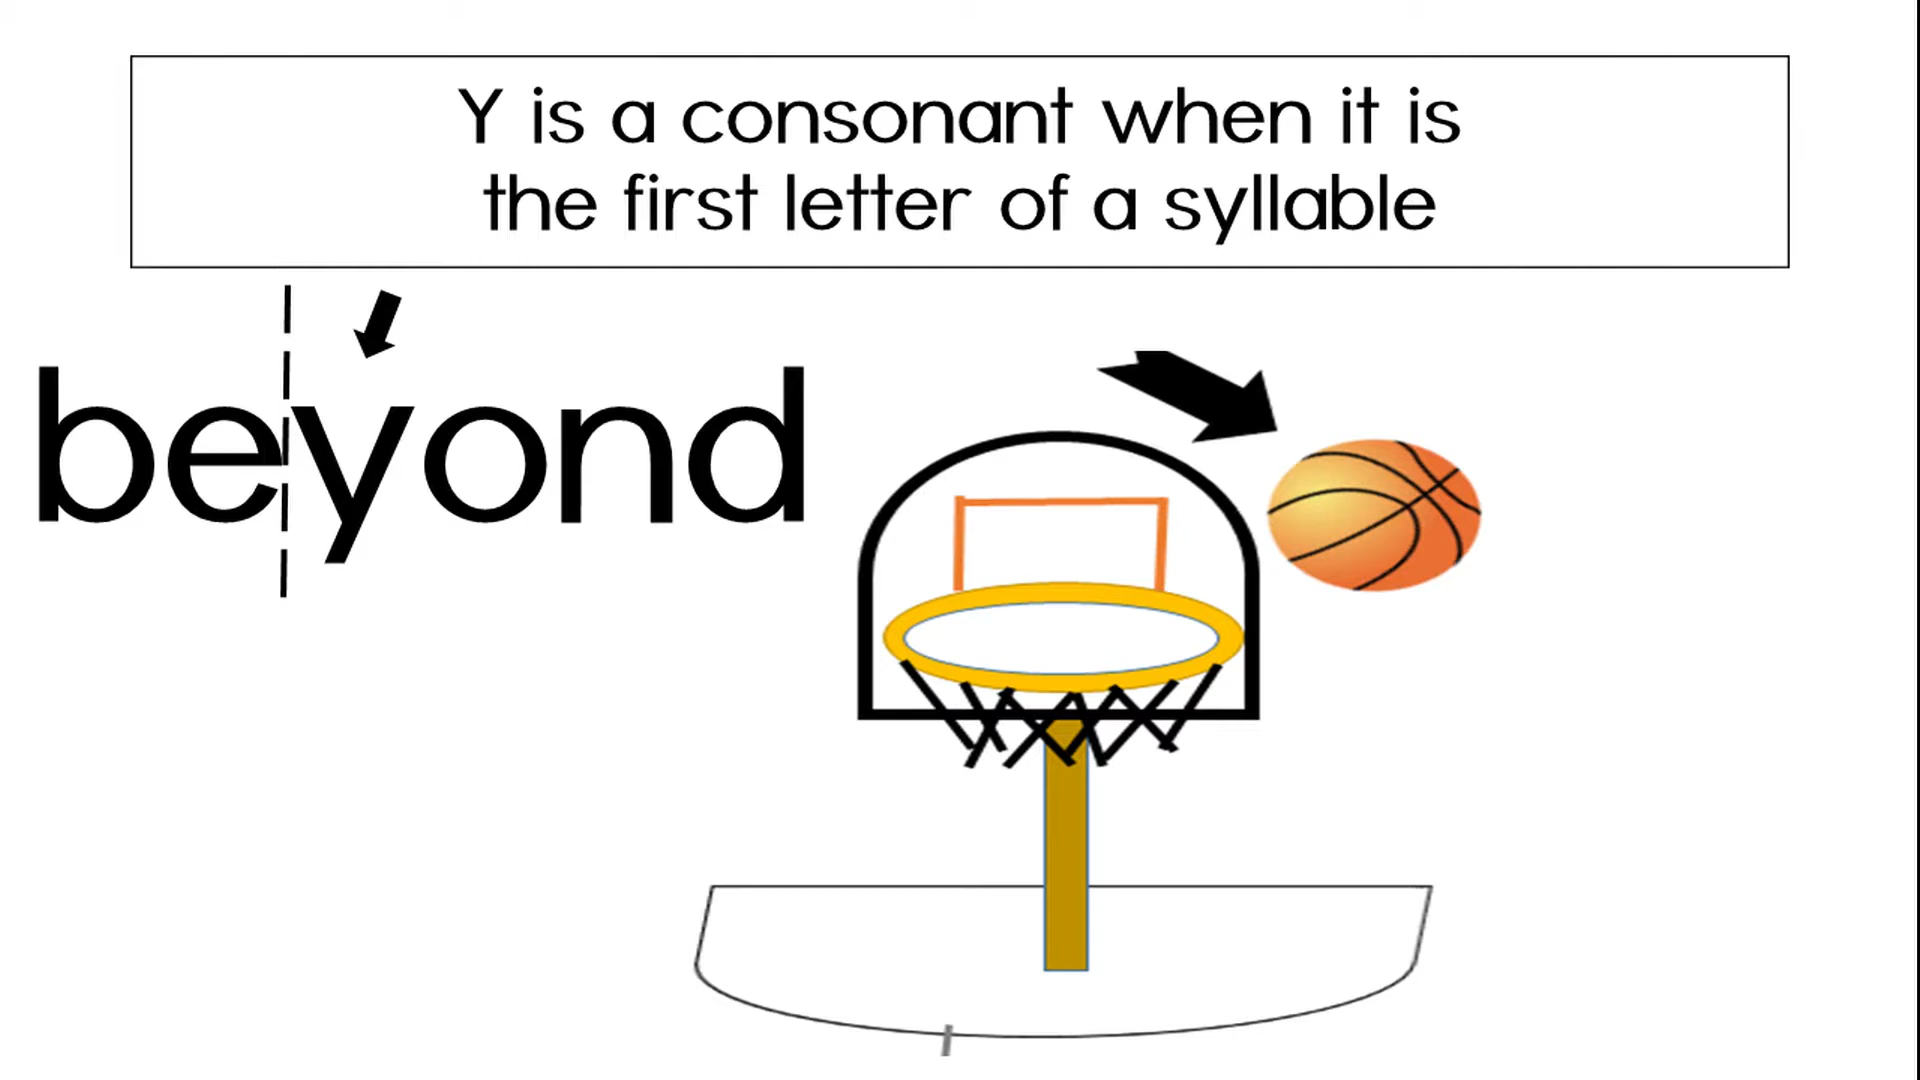 Y is a consonant when it is
the first letter of a syllable
beyond